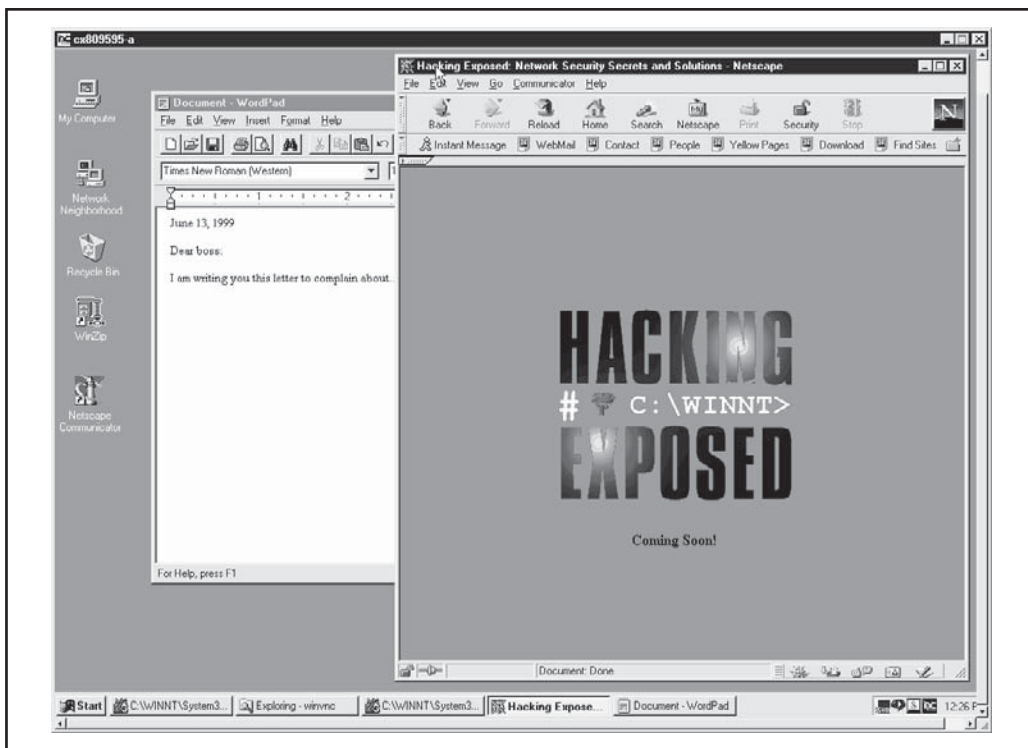 cx809595-a
My Computer
Network Neighborhood
Recycle Bin
WinZip
Netscape Communicator
Document - WordPad
File Edit View Insert Format Help
Times New Roman (Western)
1 2
June 13, 1999
Dear boss:
I am writing you this letter to complain about..
For Help, press F1
Hacking Exposed: Network Security Secrets and Solutions - Netscape
File Edit View Go Communicator Help
Back Forward Reload Home Search Netscape Print Security Stop
N
Instant Message WebMail Contact People Yellow Pages Download Find Sites
HACKING
# C:\WINNT>
EXPOSED
Coming Soon!
Document: Done
Start C:\WINNT\System3... Exploring - winvnc C:\WINNT\System3... Hacking Expose... Document - WordPad 12:26 P